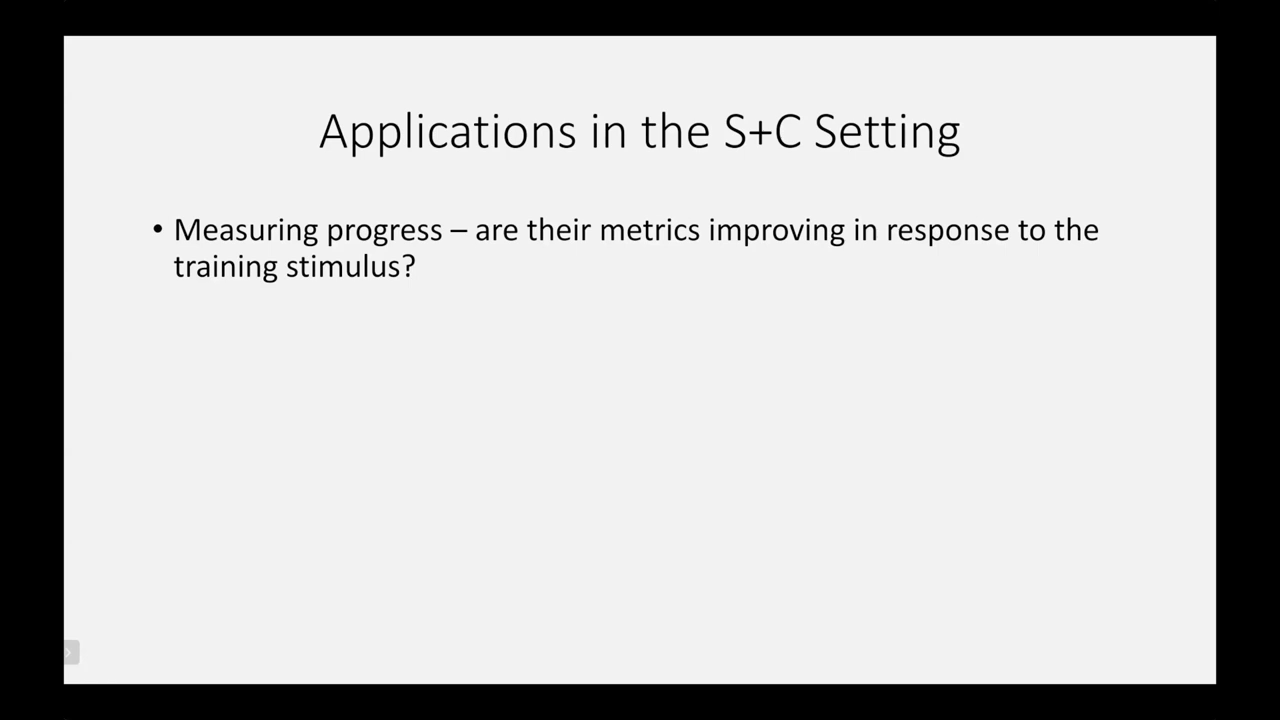 Applications in the S+C Setting
• Measuring progress – are their metrics improving in response to the
training stimulus?